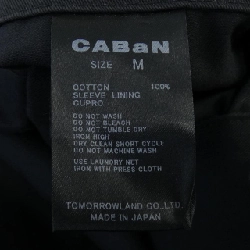 CABaN
SIZE M
COTTON 100%
SLEEVE LINING
CUPRO
DO NOT WASH
DO NOT BLEACH
DO NOT TUMBLE DRY
IRON HIGH
DRY CLEAN SHORT CYCLE
DO NOT MACHINE WASH
USE LAUNDRY NET
IRON WITH PRESS CLOTH
TOMORROWLAND CO.,LTD.
MADE IN JAPAN